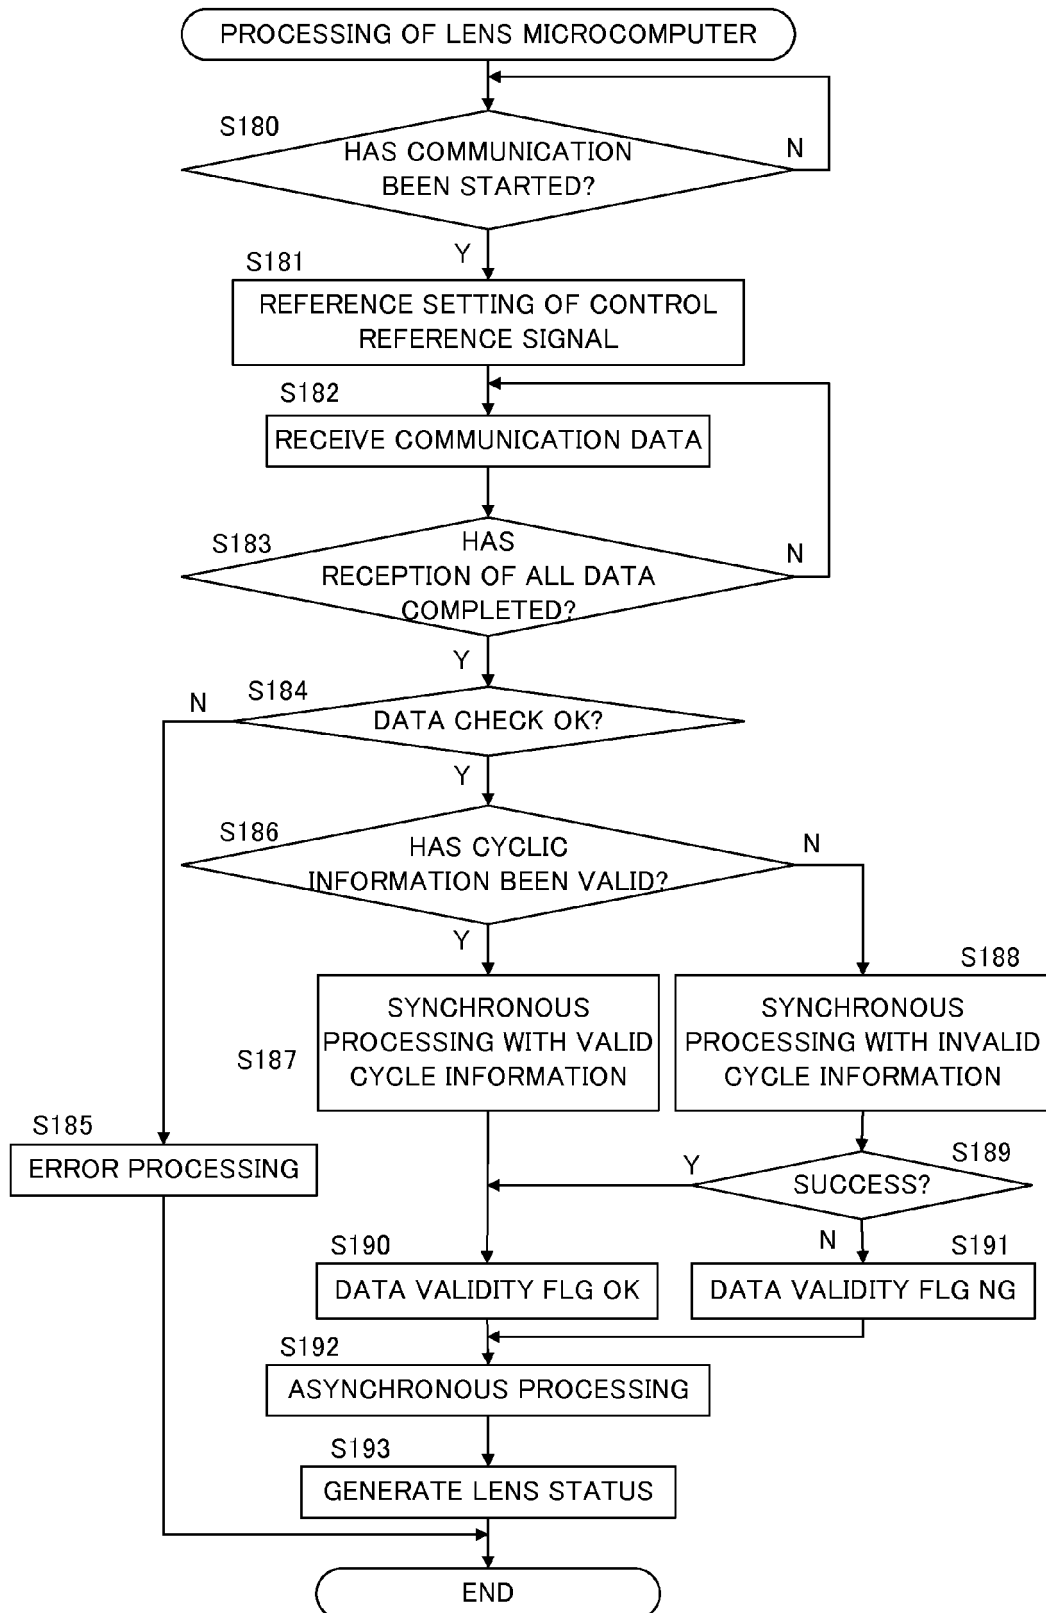 PROCESSING OF LENS MICROCOMPUTER
S180
HAS COMMUNICATION
BEEN STARTED?
N
Y
S181
REFERENCE SETTING OF CONTROL
REFERENCE SIGNAL
S182
RECEIVE COMMUNICATION DATA
S183
HAS
RECEPTION OF ALL DATA
COMPLETED?
N
Y
S184
N
DATA CHECK OK?
Y
S186
HAS CYCLIC
INFORMATION BEEN VALID?
N
Y
S187
SYNCHRONOUS
PROCESSING WITH VALID
CYCLE INFORMATION
S188
SYNCHRONOUS
PROCESSING WITH INVALID
CYCLE INFORMATION
S185
ERROR PROCESSING
S189
Y
SUCCESS?
N
S190
DATA VALIDITY FLG OK
S191
DATA VALIDITY FLG NG
S192
ASYNCHRONOUS PROCESSING
S193
GENERATE LENS STATUS
END